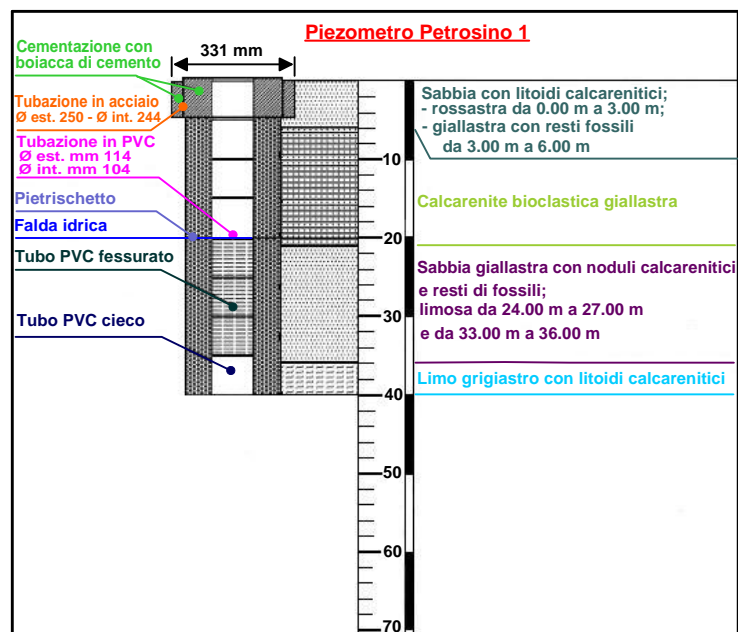 Piezometro Petrosino 1
331 mm
Cementazione con
boiacca di cemento
Tubazione in acciaio
Ø est. 250 - Ø int. 244
Tubazione in PVC
Ø est. mm 114
Ø int. mm 104
Pietrischetto
Falda idrica
Tubo PVC fessurato
Tubo PVC cieco
10
20
30
40
50
60
70
Sabbia con litoidi calcarenitici;
- rossastra da 0.00 m a 3.00 m;
- giallastra con resti fossili
da 3.00 m a 6.00 m
Calcarenite bioclastica giallastra
Sabbia giallastra con noduli calcarenitici
e resti di fossili;
limosa da 24.00 m a 27.00 m
e da 33.00 m a 36.00 m
Limo grigiastro con litoidi calcarenitici